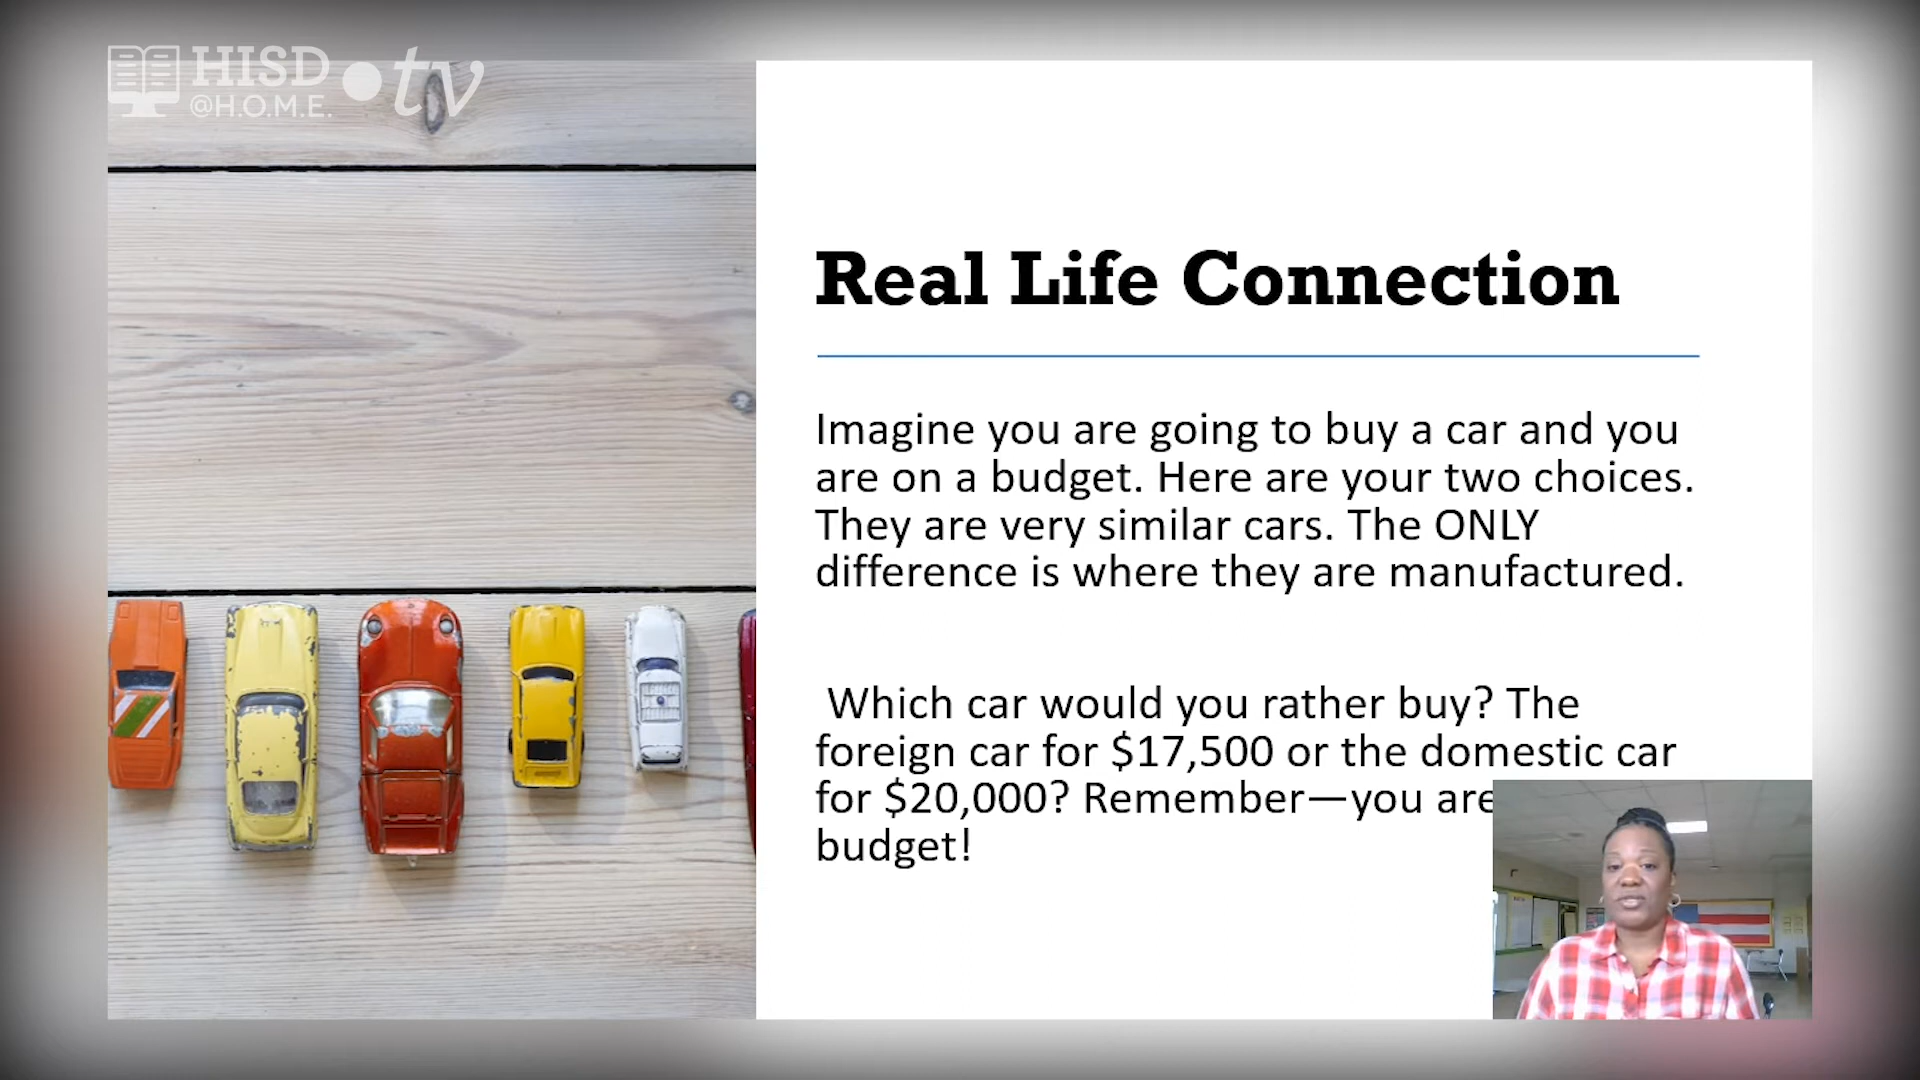 HISD
@H.O.M.E.
tv
Real Life Connection
Imagine you are going to buy a car and you
are on a budget. Here are your two choices.
They are very similar cars. The ONLY
difference is where they are manufactured.
Which car would you rather buy? The
foreign car for $17,500 or the domestic car
for $20,000? Remember—you are
budget!